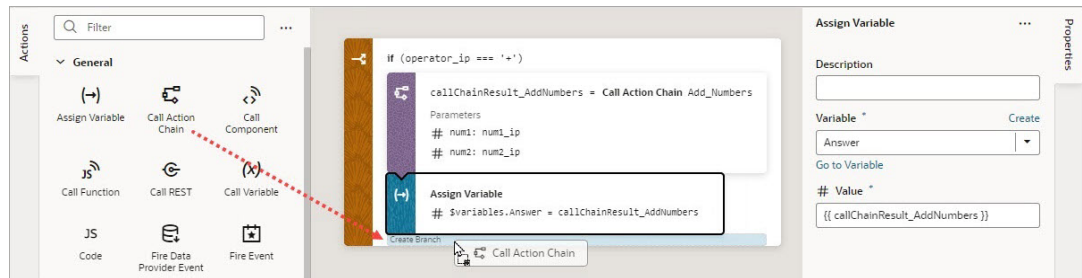 Actions
Filter
...
General
(→)
Assign Variable
Call Action
Chain
Call
Component
JS
Call Function
Call REST
(X)
Call Variable
JS
Code
Fire Data
Provider Event
Fire Event
if (operator_ip === '+')
callChainResult_AddNumbers = Call Action Chain Add_Numbers
Parameters
# num1: num1_ip
# num2: num2_ip
(→)
Assign Variable
# $variables.Answer = callChainResult_AddNumbers
Create Branch
Call Action Chain
Assign Variable
...
Description
Variable *
Create
Answer
Go to Variable
# Value *
{{ callChainResult_AddNumbers }}
Properties